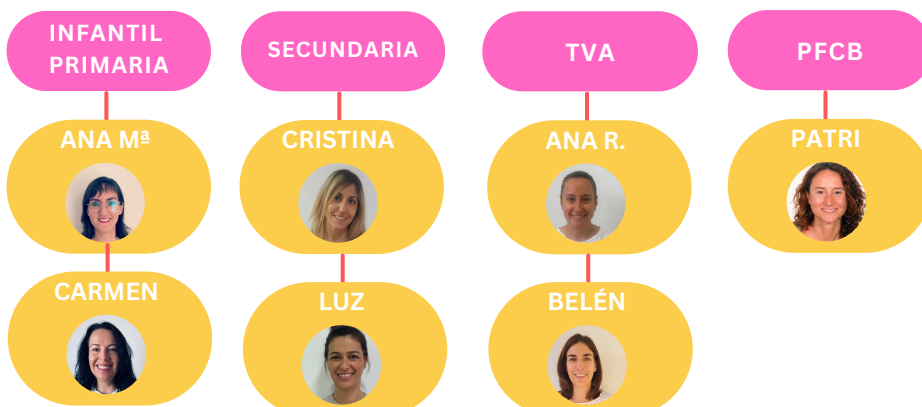 INFANTIL
PRIMARIA
SECUNDARIA
TVA
PFCB
ANA Mª
CRISTINA
ANA R.
PATRI
CARMEN
LUZ
BELÉN